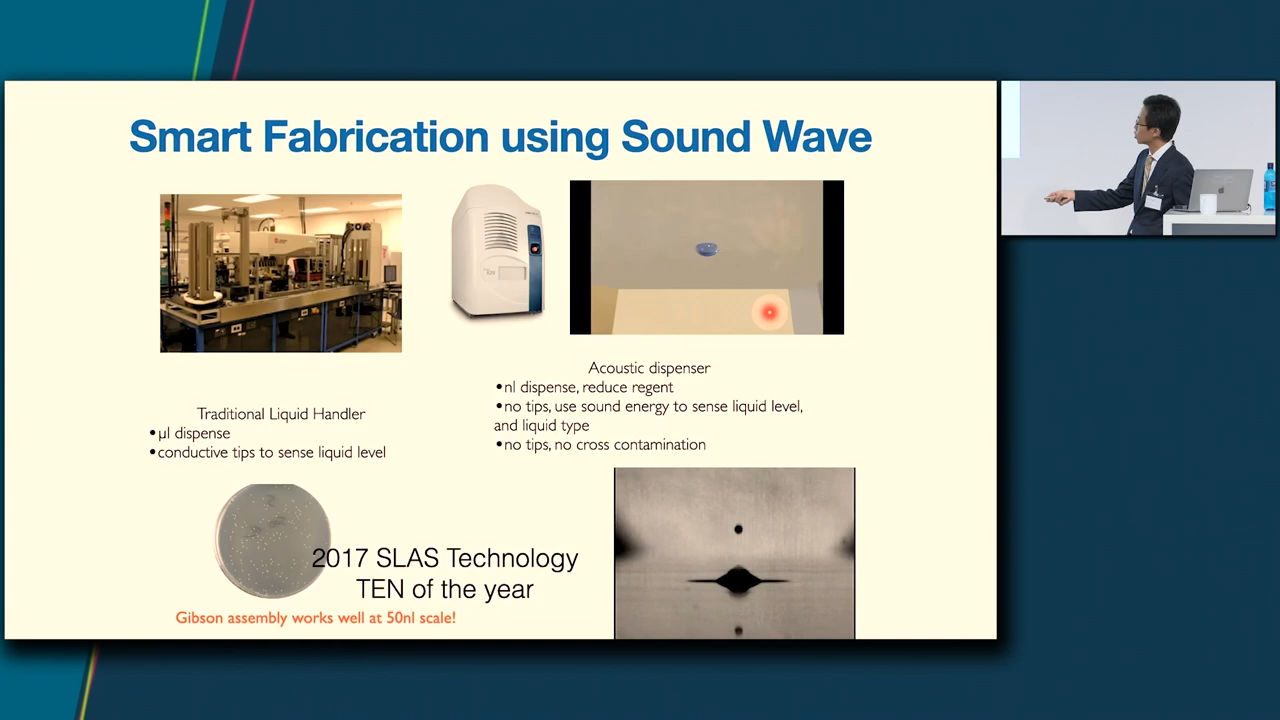 Smart Fabrication using Sound Wave
Traditional Liquid Handler
•µl dispense
•conductive tips to sense liquid level
Acoustic dispenser
•nl dispense, reduce regent
•no tips, use sound energy to sense liquid level,
and liquid type
•no tips, no cross contamination
2017 SLAS Technology
TEN of the year
Gibson assembly works well at 50nl scale!